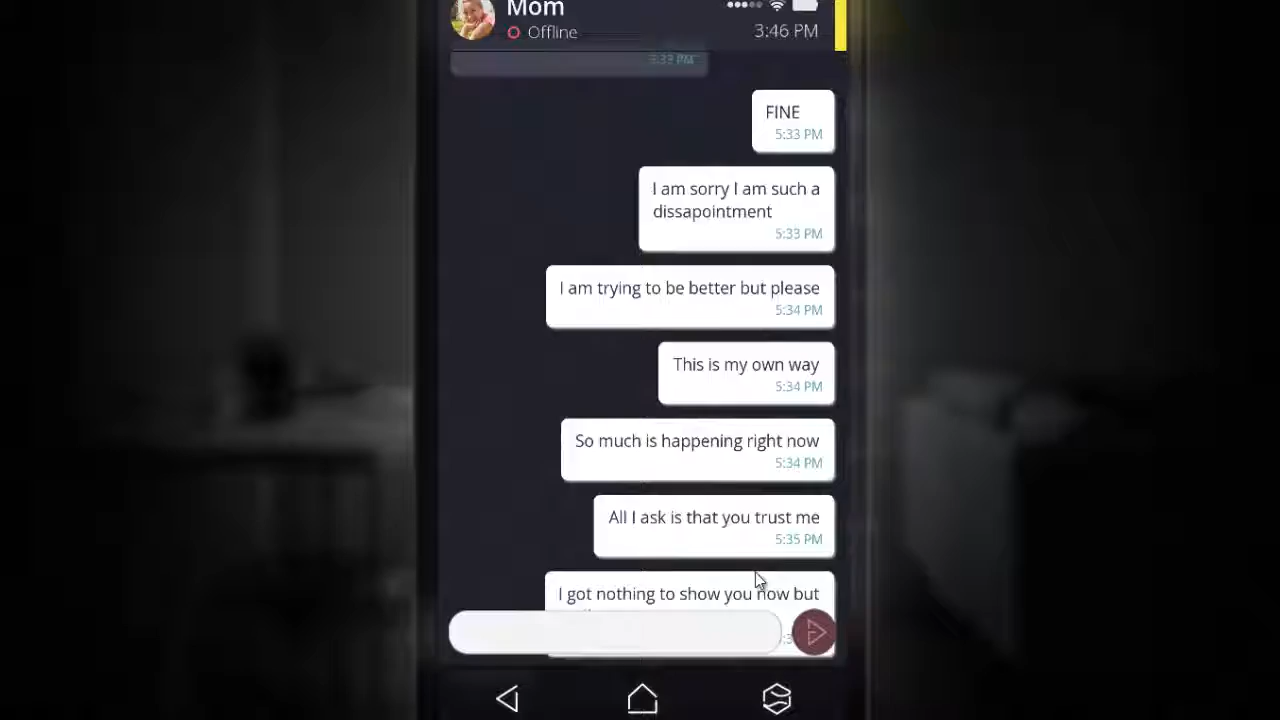 Mom
Offline
3:46 PM
3:33 PM
FINE
5:33 PM
I am sorry I am such a
dissapointment
5:33 PM
I am trying to be better but please
5:34 PM
This is my own way
5:34 PM
So much is happening right now
5:34 PM
All I ask is that you trust me
5:35 PM
I got nothing to show you now but